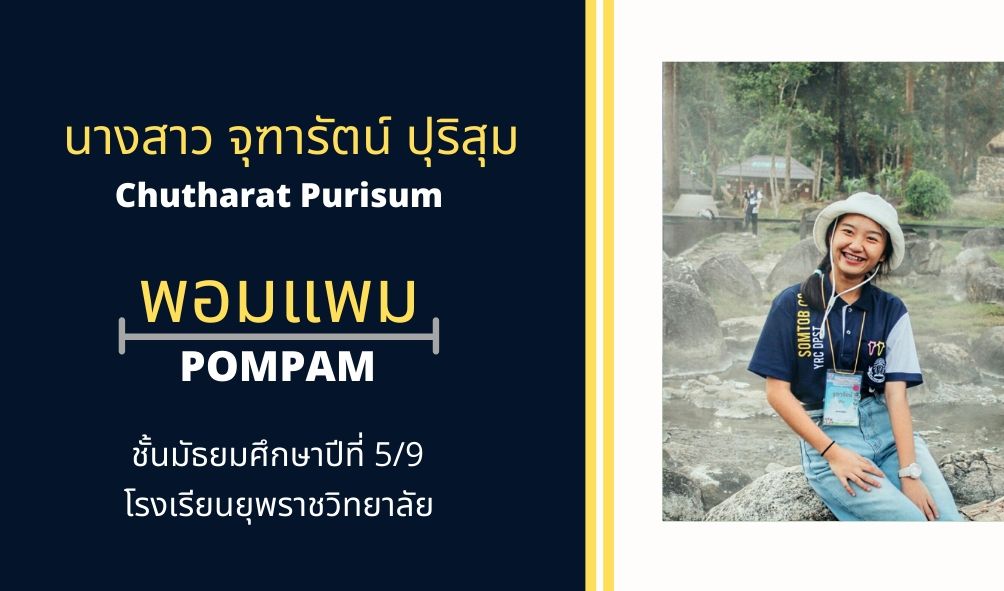 นางสาว จุฑารัตน์ ปุริสุม
Chutharat Purisum
พอมแพม
POMPAM
ชั้นมัธยมศึกษาปีที่ 5/9
โรงเรียนยุพราชวิทยาลัย
SOMTOB
YRC DPST